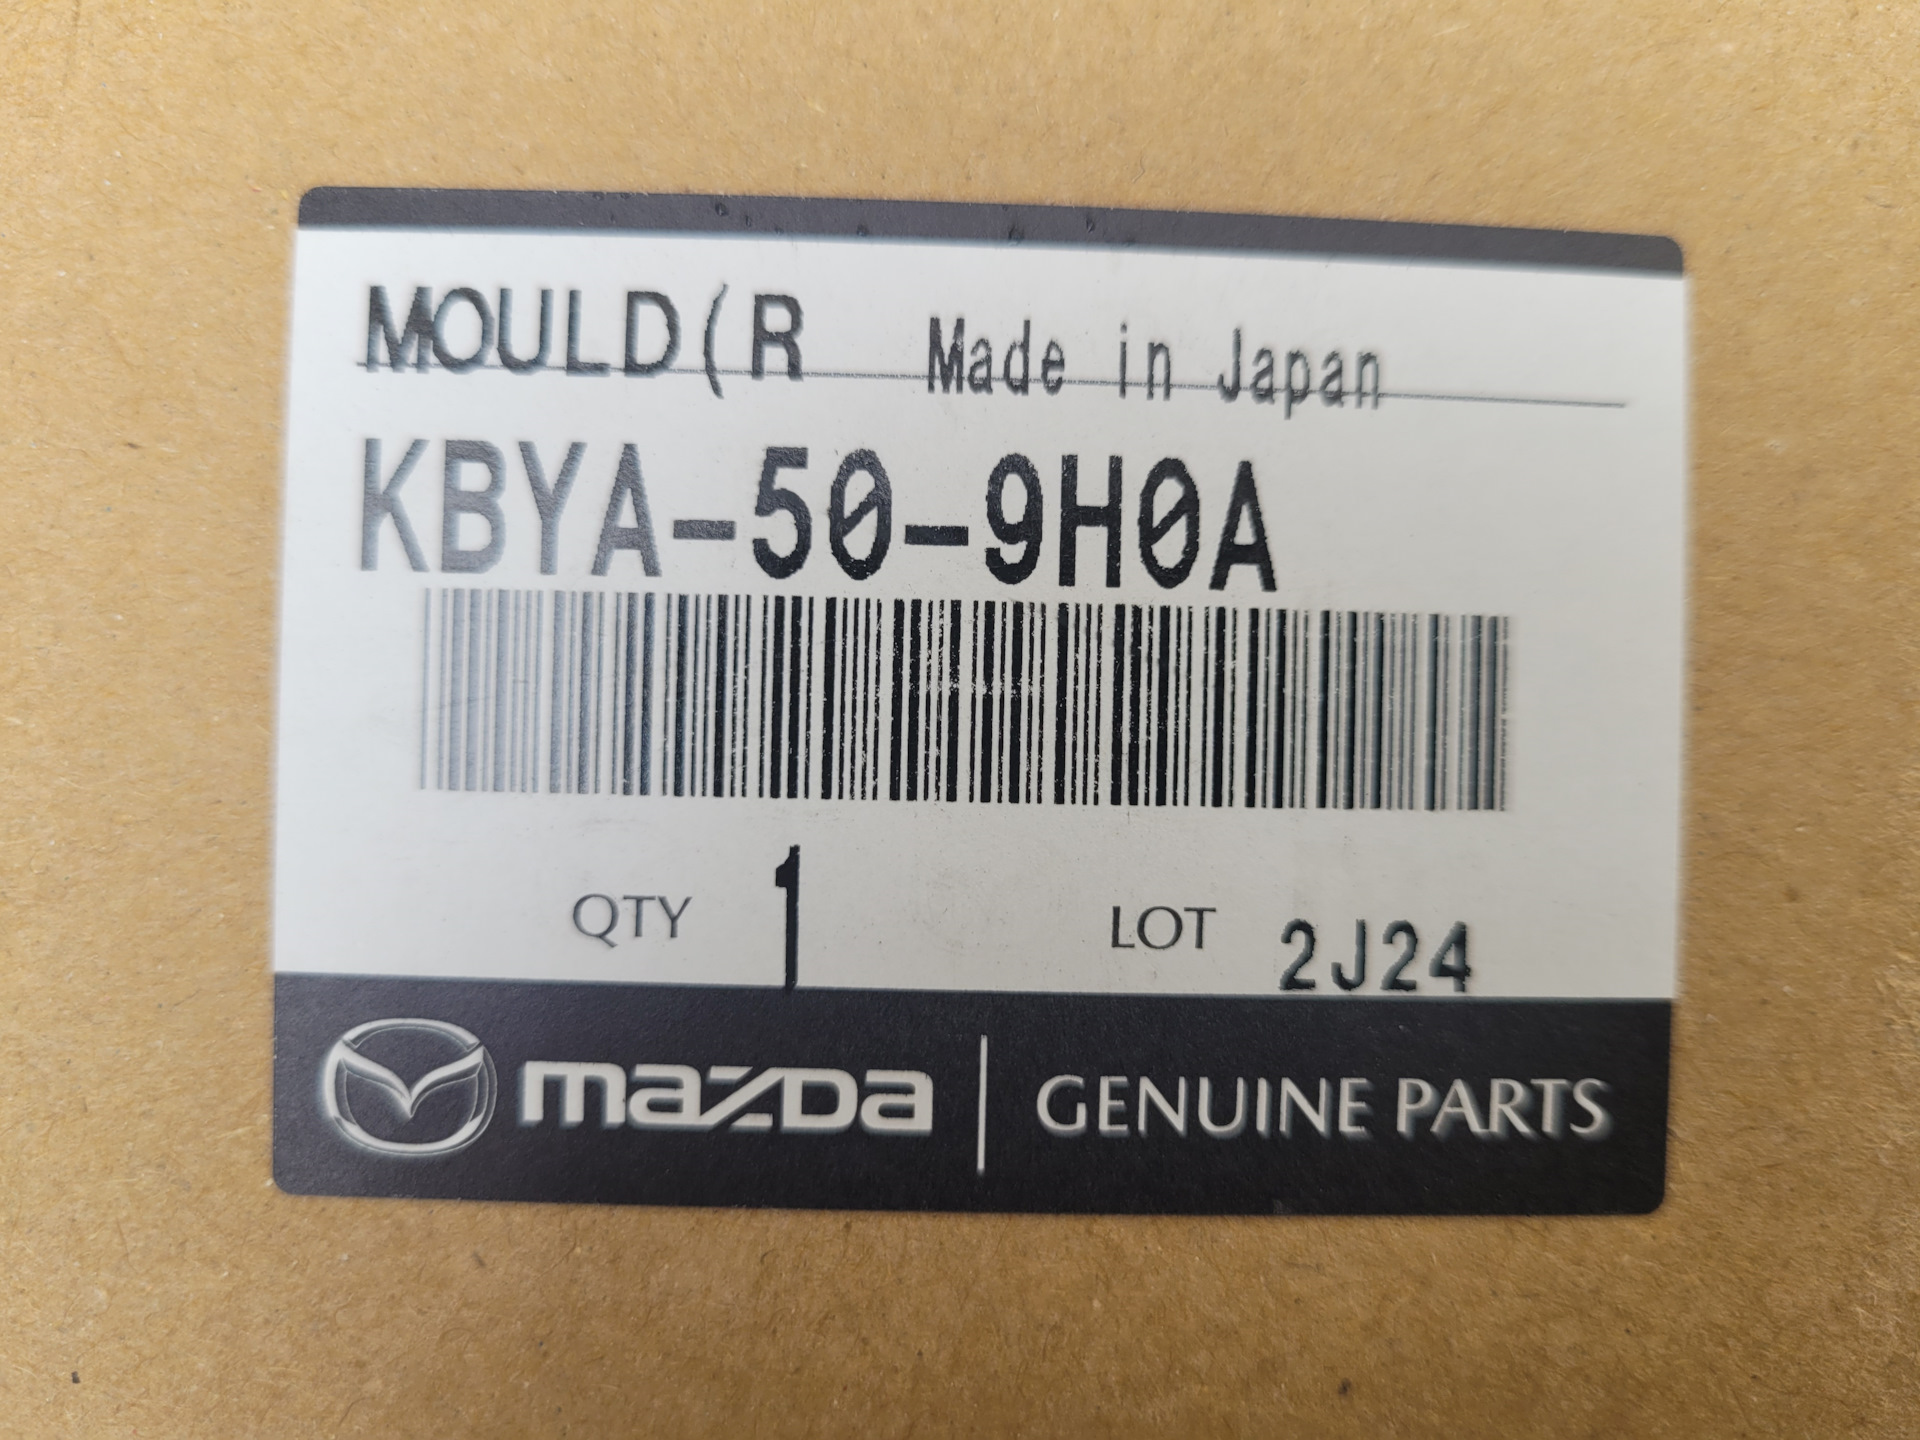 MOULD(R Made in Japan
KBYA-50-9H0A
QTY 1 LOT 2J24
mazda GENUINE PARTS